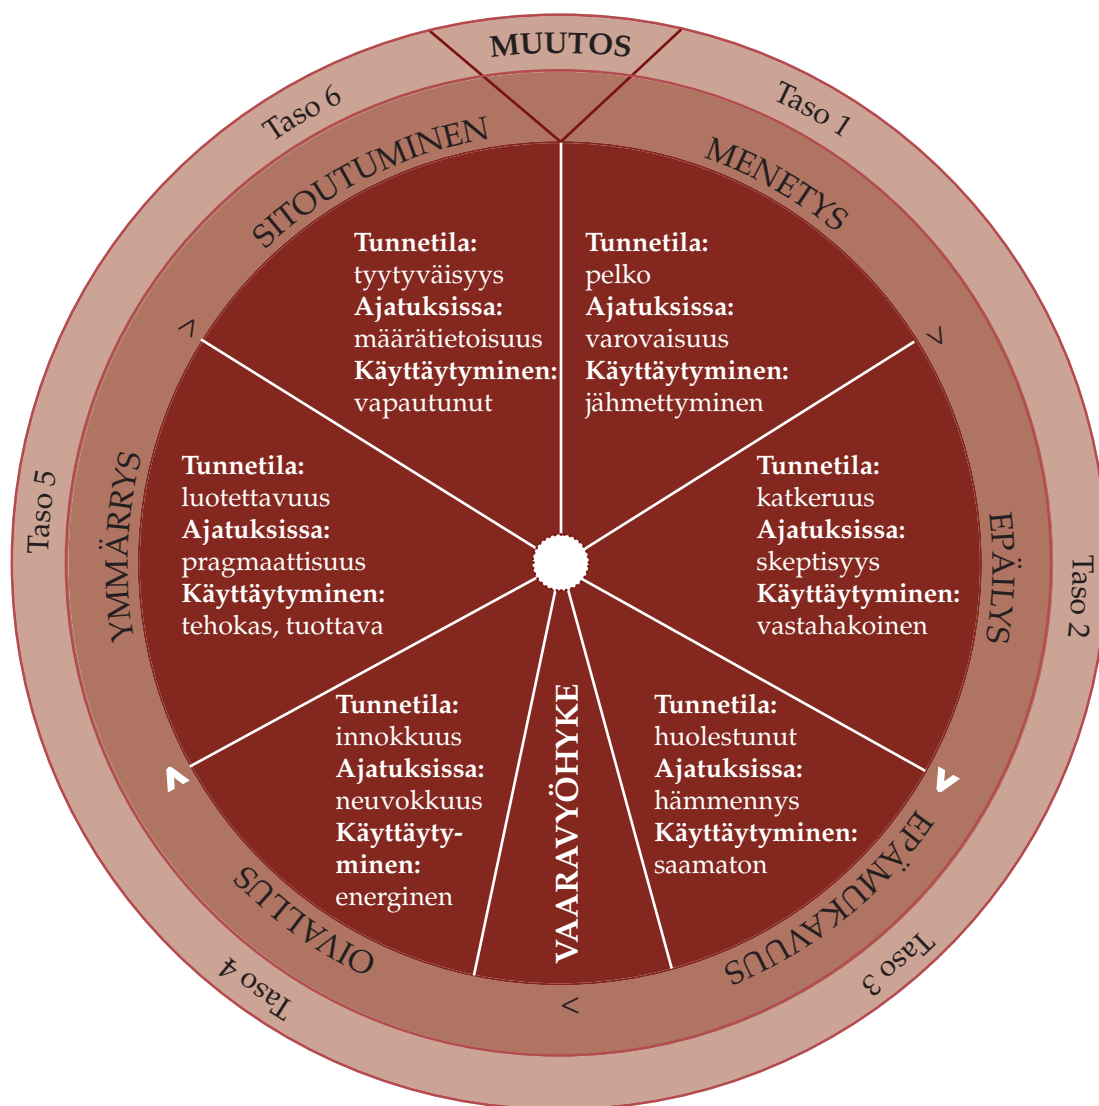 MUUTOS
Taso 1
MENETYS
Tunnetila:
pelko
Ajatuksissa:
varovaisuus
Käyttäytyminen:
jähmettyminen
>
Taso 2
EPÄILYS
Tunnetila:
katkeruus
Ajatuksissa:
skeptisyys
Käyttäytyminen:
vastahakoinen
>
Taso 3
EPÄMUKAVUUS
Tunnetila:
huolestunut
Ajatuksissa:
hämmennys
Käyttäytyminen:
saamaton
VAARAVYÖHYKE
>
Taso 4
OIVALLUS
Tunnetila:
innokkuus
Ajatuksissa:
neuvokkuus
Käyttäyty-
minen:
energinen
>
Taso 5
YMMÄRRYS
Tunnetila:
luotettavuus
Ajatuksissa:
pragmaattisuus
Käyttäytyminen:
tehokas, tuottava
>
Taso 6
SITOUTUMINEN
Tunnetila:
tyytyväisyys
Ajatuksissa:
määrätietoisuus
Käyttäytyminen:
vapautunut